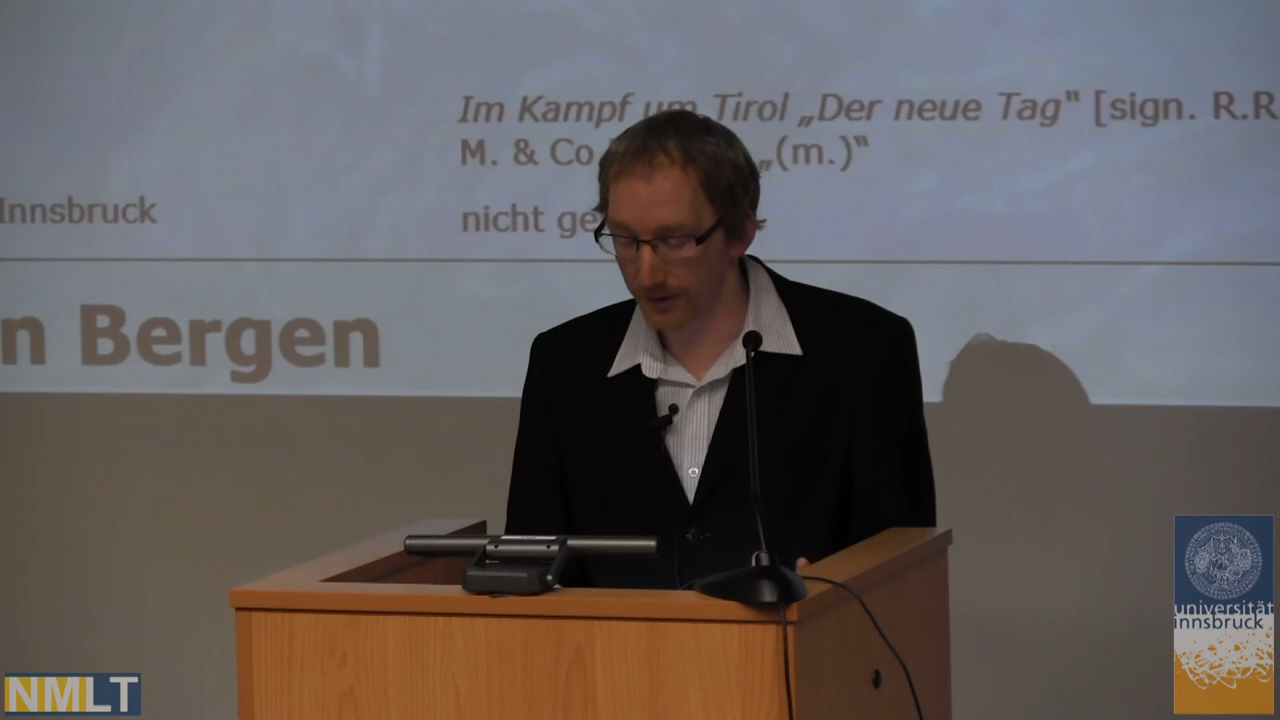 Im Kampf um Tirol „Der neue Tag“ [sign. R.R
M. & Co „(m.)“
Innsbruck
nicht ge
n Bergen
universität
innsbruck
NMLT